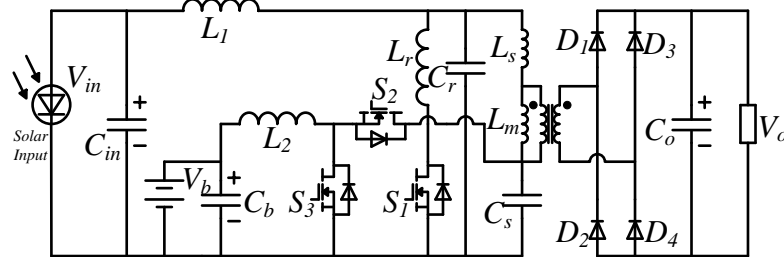 L1
Vin
Solar
Input
Cin
+
−
Vb
L2
Cb
+
−
S2
S3
S1
Lr
Cr
Ls
Lm
Cs
D1
D3
D2
D4
Co
+
−
Vo